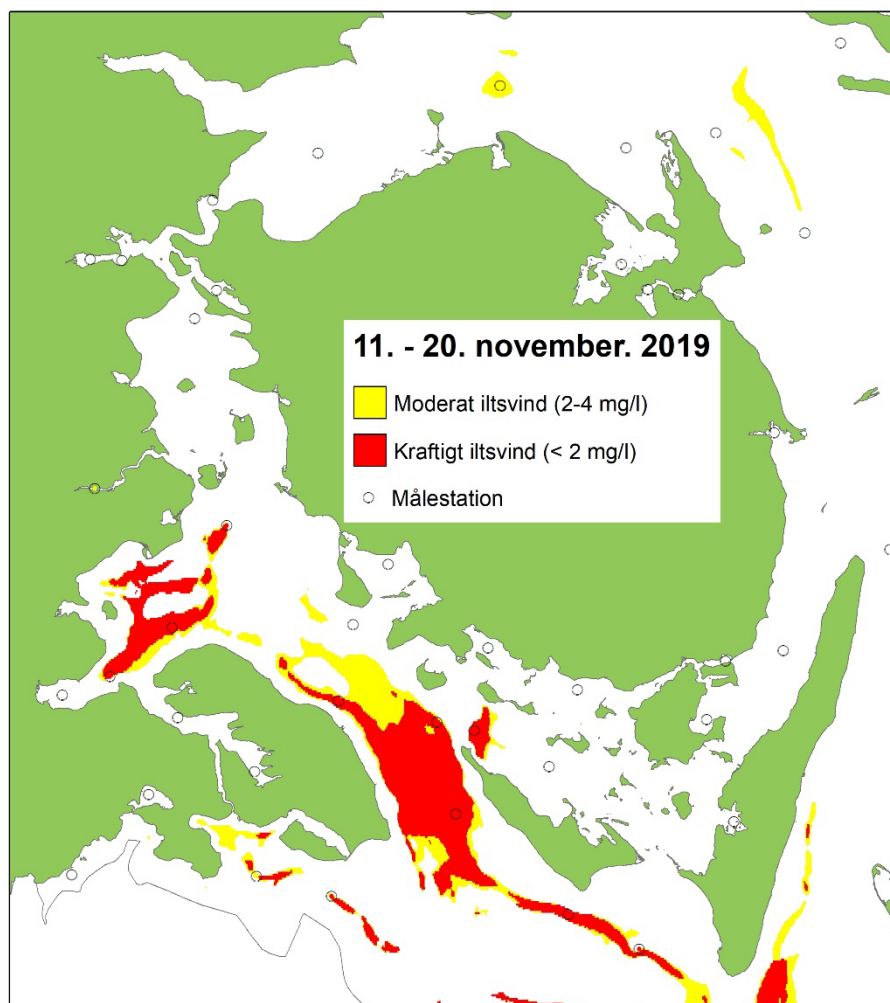 11. - 20. november. 2019
Moderat iltsvind (2-4 mg/l)
Kraftigt iltsvind (< 2 mg/l)
Målestation